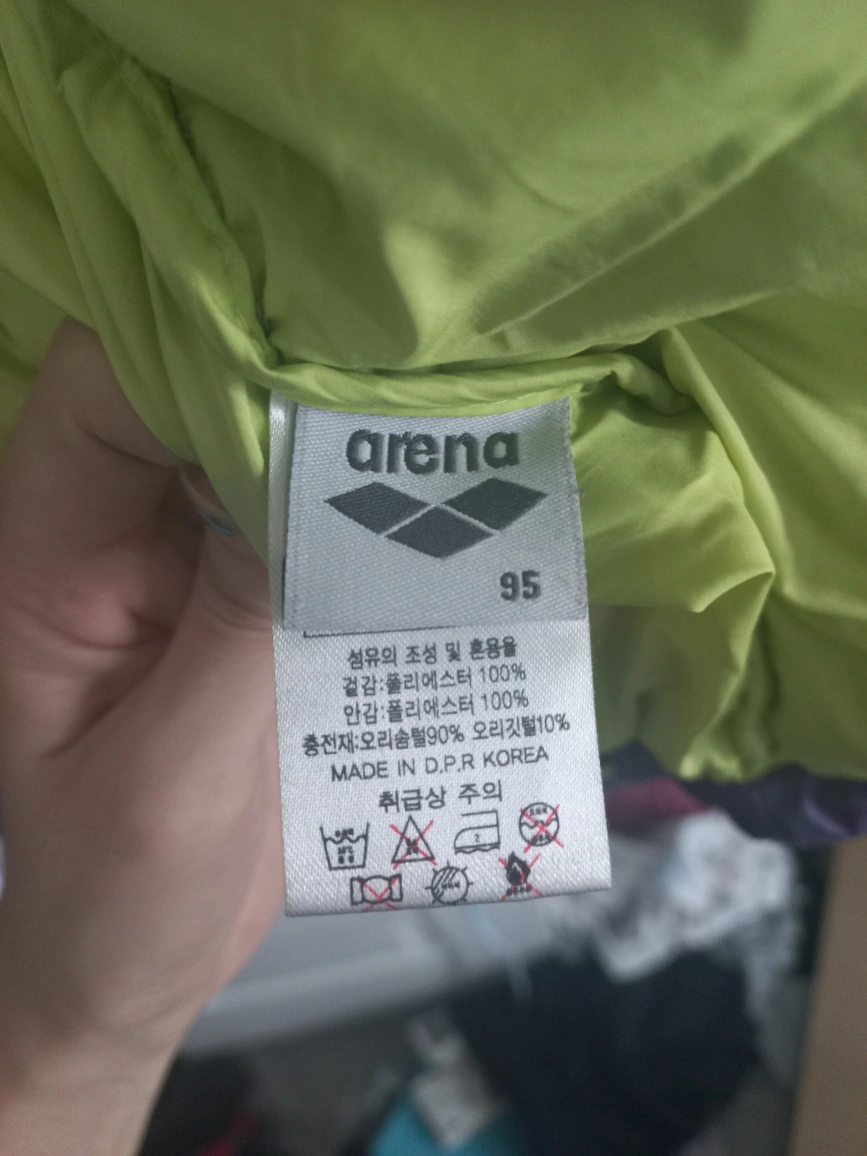 arena
95
섬유의 조성 및 혼용율
겉감:폴리에스터 100%
안감:폴리에스터 100%
충전재:오리솜털90% 오리깃털10%
MADE IN D.P.R KOREA
취급상 주의
2